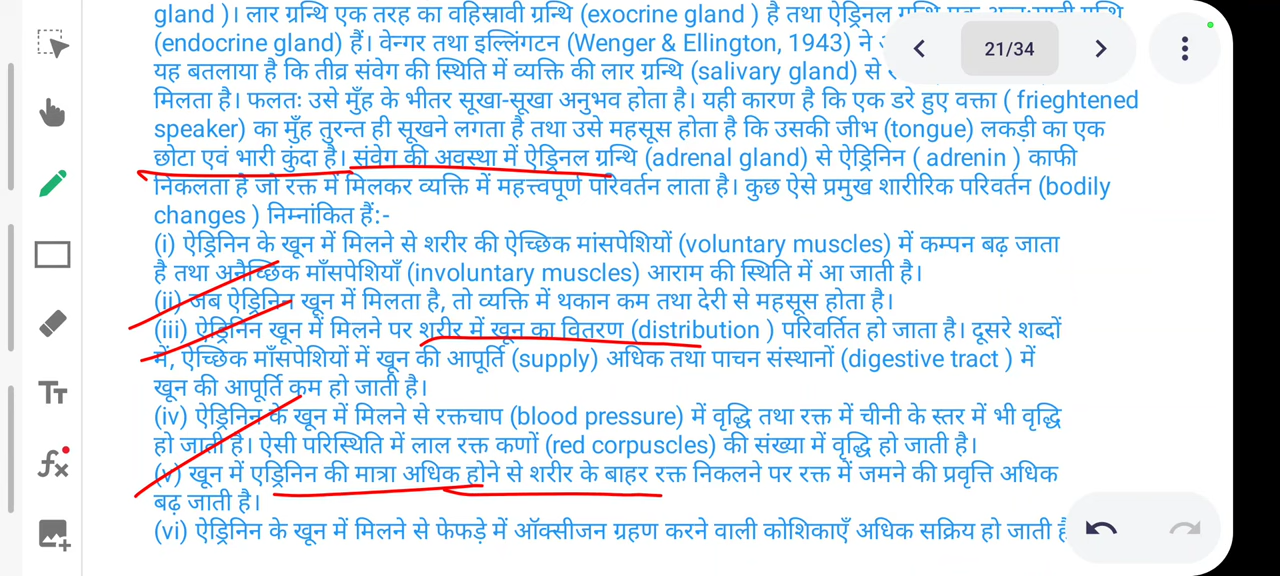 gland )। लार ग्रन्थि एक तरह का वहिस्रावी ग्रन्थि (exocrine gland ) है तथा ऐड्रिनल
21/34
(endocrine gland) हैं। वेन्गर तथा इल्लिंगटन (Wenger & Ellington, 1943) ने
यह बतलाया है कि तीव्र संवेग की स्थिति में व्यक्ति की लार ग्रन्थि (salivary gland) से
मिलता है। फलतः उसे मुँह के भीतर सूखा-सूखा अनुभव होता है। यही कारण है कि एक डरे हुए वक्ता ( frieghtened
speaker) का मुँह तुरन्त ही सूखने लगता है तथा उसे महसूस होता है कि उसकी जीभ (tongue) लकड़ी का एक
छोटा एवं भारी कुंदा है। संवेग की अवस्था में ऐड्रिनल ग्रन्थि (adrenal gland) से ऐड्रिनिन ( adrenin ) काफी
निकलता है जो रक्त में मिलकर व्यक्ति में महत्त्वपूर्ण परिवर्तन लाता है। कुछ ऐसे प्रमुख शारीरिक परिवर्तन (bodily
changes ) निम्नांकित हैं:-
(i) ऐड्रिनिन के खून में मिलने से शरीर की ऐच्छिक मांसपेशियों (voluntary muscles) में कम्पन बढ़ जाता
है तथा अनैच्छिक माँसपेशियाँ (involuntary muscles) आराम की स्थिति में आ जाती है।
(ii) जब ऐड्रिनिन खून में मिलता है, तो व्यक्ति में थकान कम तथा देरी से महसूस होता है।
(iii) ऐड्रिनिन खून में मिलने पर शरीर में खून का वितरण (distribution ) परिवर्तित हो जाता है। दूसरे शब्दों
में, ऐच्छिक माँसपेशियों में खून की आपूर्ति (supply) अधिक तथा पाचन संस्थानों (digestive tract ) में
खून की आपूर्ति कम हो जाती है।
(iv) ऐड्रिनिन के खून में मिलने से रक्तचाप (blood pressure) में वृद्धि तथा रक्त में चीनी के स्तर में भी वृद्धि
हो जाती है। ऐसी परिस्थिति में लाल रक्त कणों (red corpuscles) की संख्या में वृद्धि हो जाती है।
(v) खून में एड्रिनिन की मात्रा अधिक होने से शरीर के बाहर रक्त निकलने पर रक्त में जमने की प्रवृत्ति अधिक
बढ़ जाती है।
(vi) ऐड्रिनिन के खून में मिलने से फेफड़े में ऑक्सीजन ग्रहण करने वाली कोशिकाएँ अधिक सक्रिय हो जाती
Tт
fx